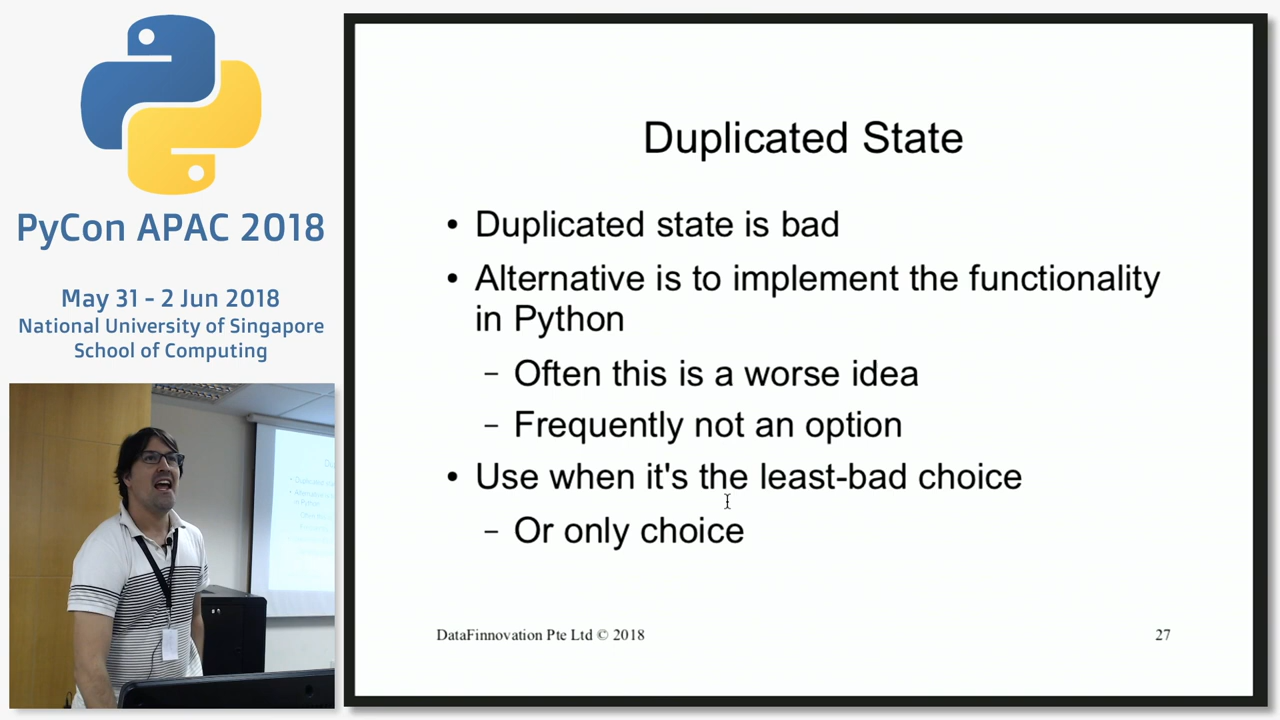 PyCon APAC 2018
May 31 - 2 Jun 2018
National University of Singapore
School of Computing
Duplicated State
• Duplicated state is bad
• Alternative is to implement the functionality
in Python
– Often this is a worse idea
– Frequently not an option
• Use when it's the least-bad choice
– Or only choice
DataFinnovation Pte Ltd © 2018
27